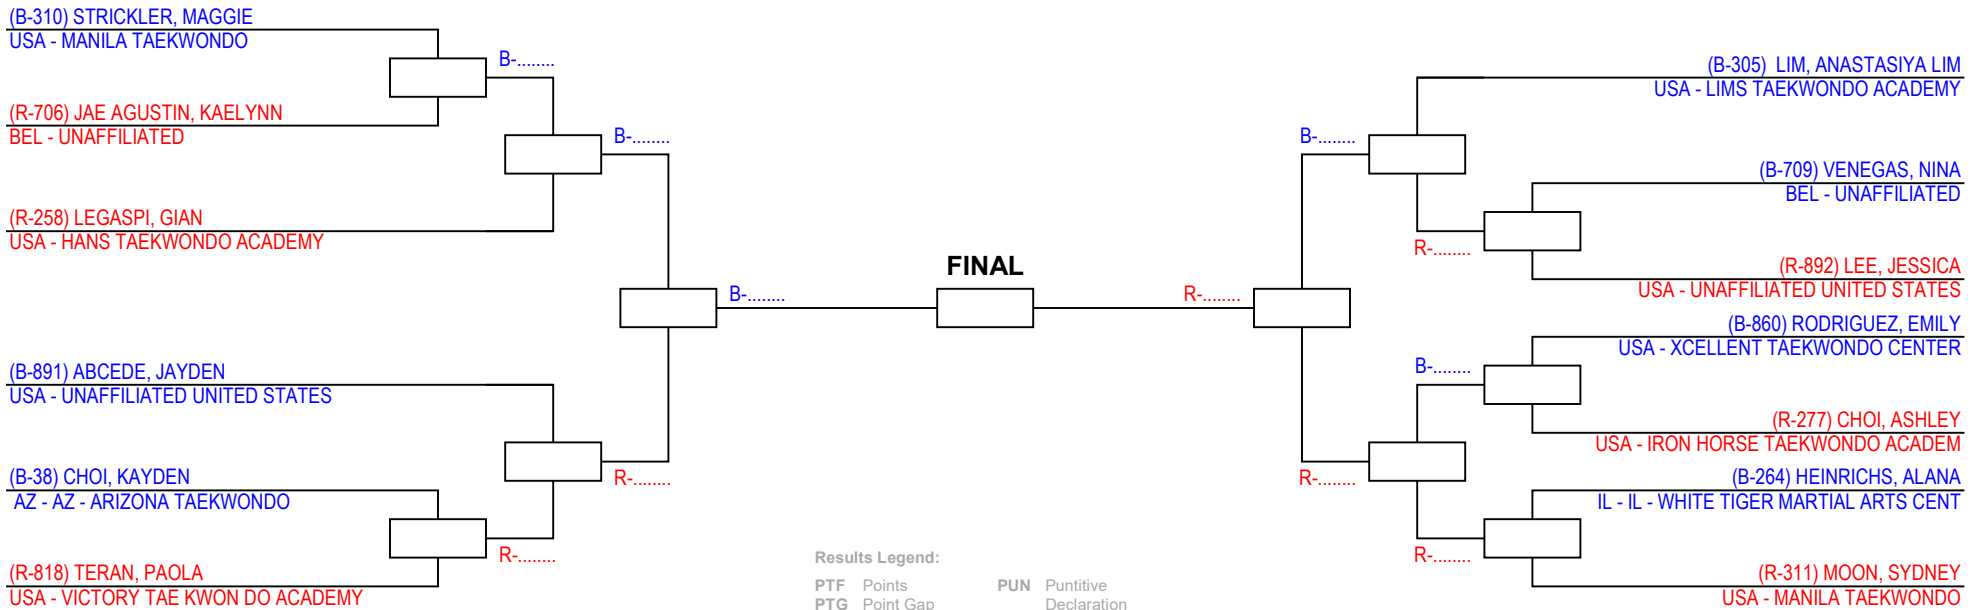 (B-310) STRICKLER, MAGGIE
USA - MANILA TAEKWONDO
B-........
(R-706) JAE AGUSTIN, KAELYNN
BEL - UNAFFILIATED
B-........
(R-258) LEGASPI, GIAN
USA - HANS TAEKWONDO ACADEMY
B-........
(B-891) ABCEDE, JAYDEN
USA - UNAFFILIATED UNITED STATES
R-........
(B-38) CHOI, KAYDEN
AZ - AZ - ARIZONA TAEKWONDO
R-........
(R-818) TERAN, PAOLA
USA - VICTORY TAE KWON DO ACADEMY
FINAL
(B-305) LIM, ANASTASIYA LIM
USA - LIMS TAEKWONDO ACADEMY
B-........
(B-709) VENEGAS, NINA
BEL - UNAFFILIATED
R-........
(R-892) LEE, JESSICA
USA - UNAFFILIATED UNITED STATES
R-........
(B-860) RODRIGUEZ, EMILY
USA - XCELLENT TAEKWONDO CENTER
B-........
(R-277) CHOI, ASHLEY
USA - IRON HORSE TAEKWONDO ACADEM
R-........
(B-264) HEINRICHS, ALANA
IL - IL - WHITE TIGER MARTIAL ARTS CENT
R-........
(R-311) MOON, SYDNEY
USA - MANILA TAEKWONDO
Results Legend:
PTF Points PUN Puntitive
PTG Point Gap Declaration